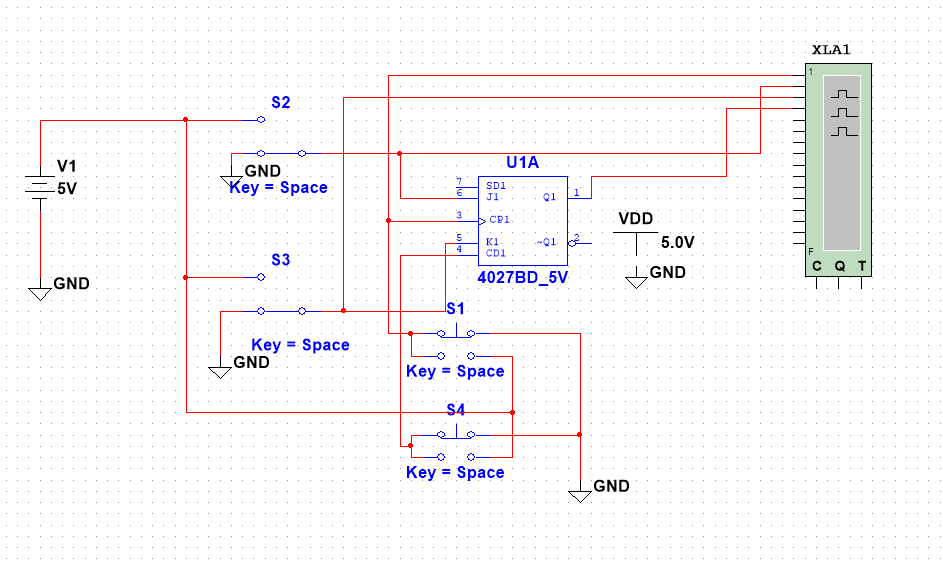 XLA1
1
S2
V1
5V
GND
Key = Space
U1A
7
SD1
6
J1
Q1
1
3
CP1
5
K1
~Q1
2
4
CD1
4027BD_5V
VDD
5.0V
GND
F
C Q T
S3
GND
Key = Space
GND
S1
Key = Space
S4
Key = Space
GND